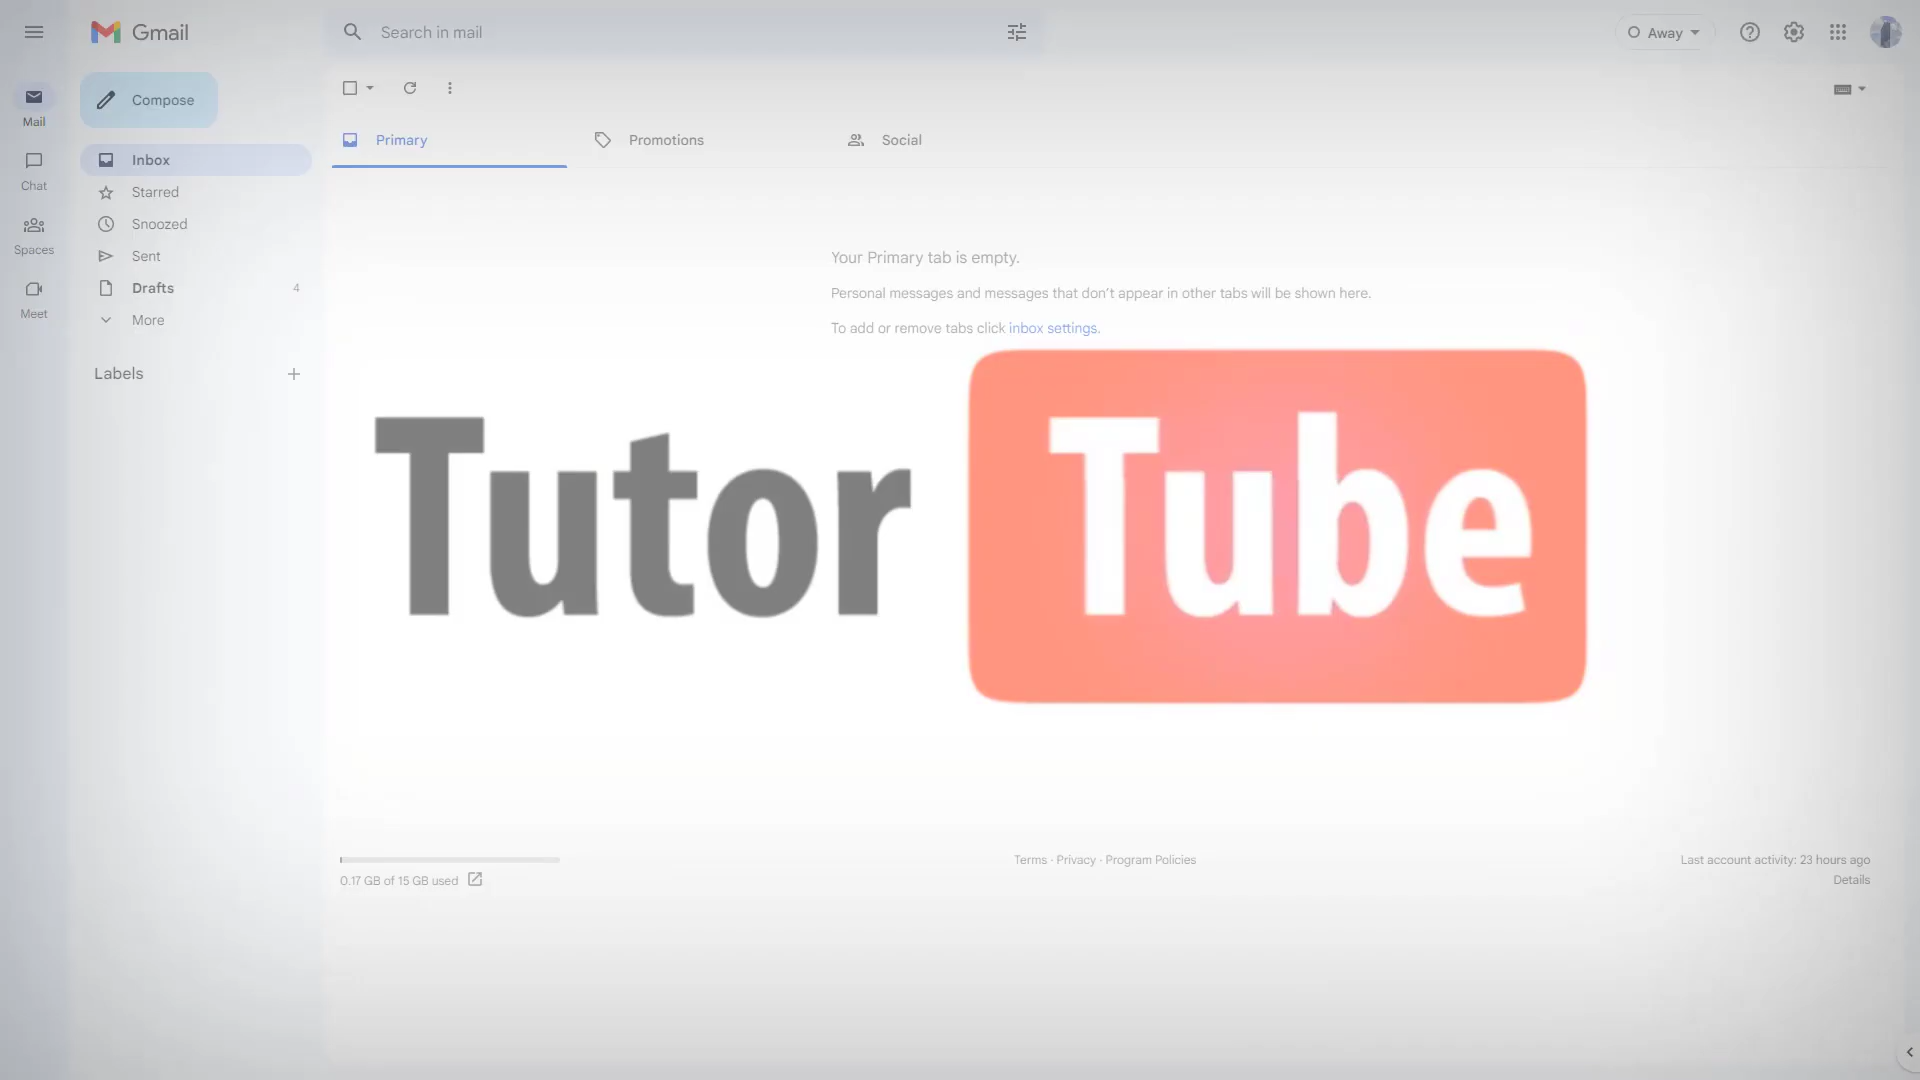 Gmail
Search in mail
Away
Mail
Compose
Primary
Promotions
Social
Inbox
Chat
Starred
Snoozed
Spaces
Sent
Drafts 4
Meet
More
Labels
Your Primary tab is empty.
Personal messages and messages that don’t appear in other tabs will be shown here.
To add or remove tabs click inbox settings.
Tutor Tube
0.17 GB of 15 GB used
Terms · Privacy · Program Policies
Last account activity: 23 hours ago
Details